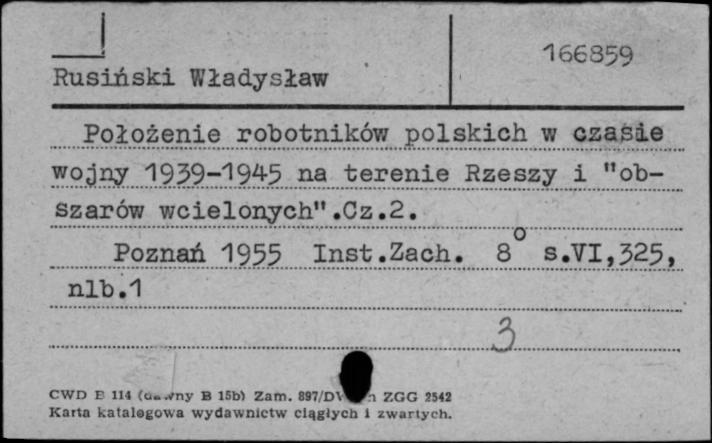 166859
Rusiński Władysław
Położenie robotników polskich w czasie
wojny 1939-1945 na terenie Rzeszy i "ob-
szarów wcielonych".Cz.2.
Poznań 1955 Inst.Zach. 8° s.VI,325,
nlb.1
3
CWD B 114 (dawny B 15b) Zam. 897/ ZGG 2542
Karta katalogowa wydawnictw ciągłych i zwartych.